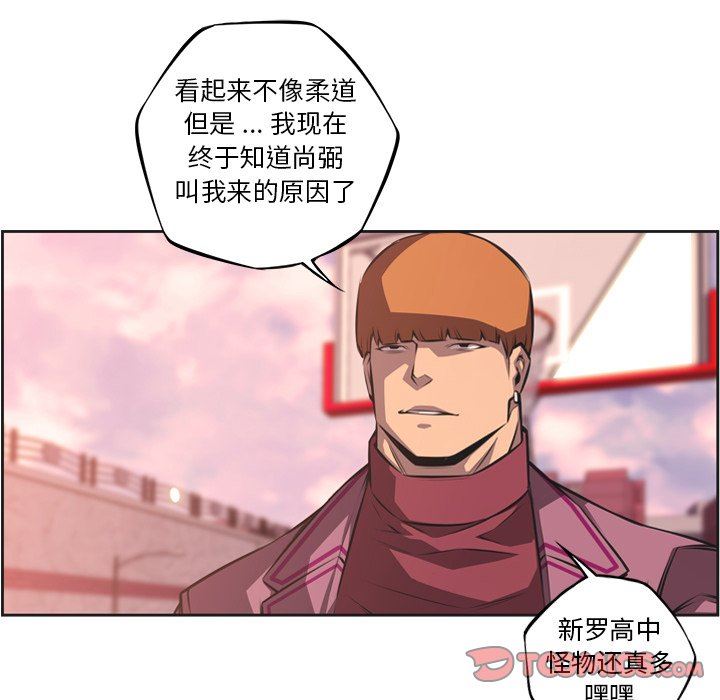 看起来不像柔道
但是 ... 我现在
终于知道尚弼
叫我来的原因了
新罗高中
怪物还真多
嘿嘿